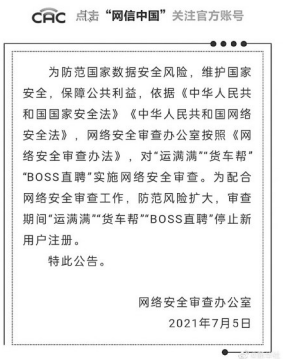 CAC 点击“网信中国”关注官方账号
为防范国家数据安全风险，维护国家
安全，保障公共利益，依据《中华人民共
和国国家安全法》《中华人民共和国网络
安全法》，网络安全审查办公室按照《网
络安全审查办法》，对“运满满”“货车帮”
“BOSS直聘”实施网络安全审查。为配合
网络安全审查工作，防范风险扩大，审查
期间“运满满”“货车帮”“BOSS直聘”停止新
用户注册。
特此公告。
网络安全审查办公室
2021年7月5日